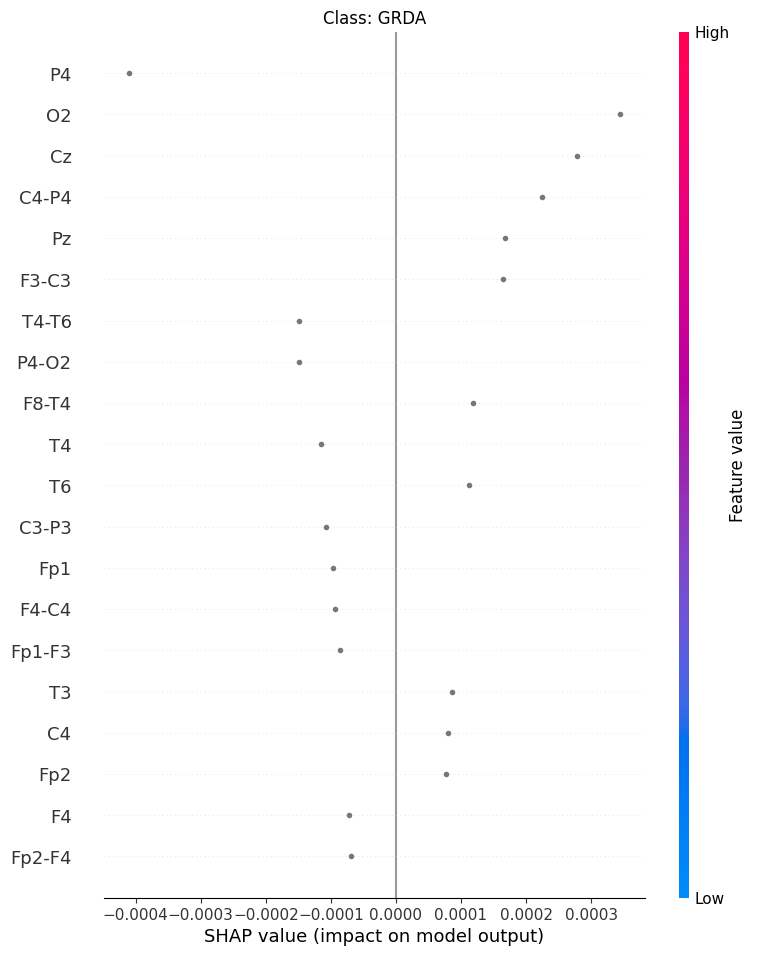 Class: GRDA
High
P4
O2
Cz
C4-P4
Pz
F3-C3
T4-T6
P4-O2
F8-T4
T4
T6
C3-P3
Fp1
F4-C4
Fp1-F3
T3
C4
Fp2
F4
Fp2-F4
Feature value
Low
−0.0004 −0.0003 −0.0002 −0.0001 0.0000 0.0001 0.0002 0.0003
SHAP value (impact on model output)